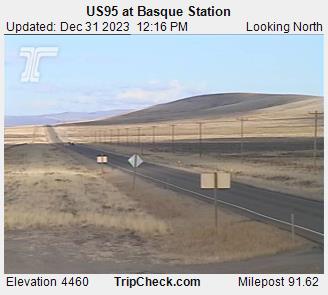 US95 at Basque Station
Updated: Dec 31 2023 12:16 PM Looking North
Elevation 4460 TripCheck.com Milepost 91.62